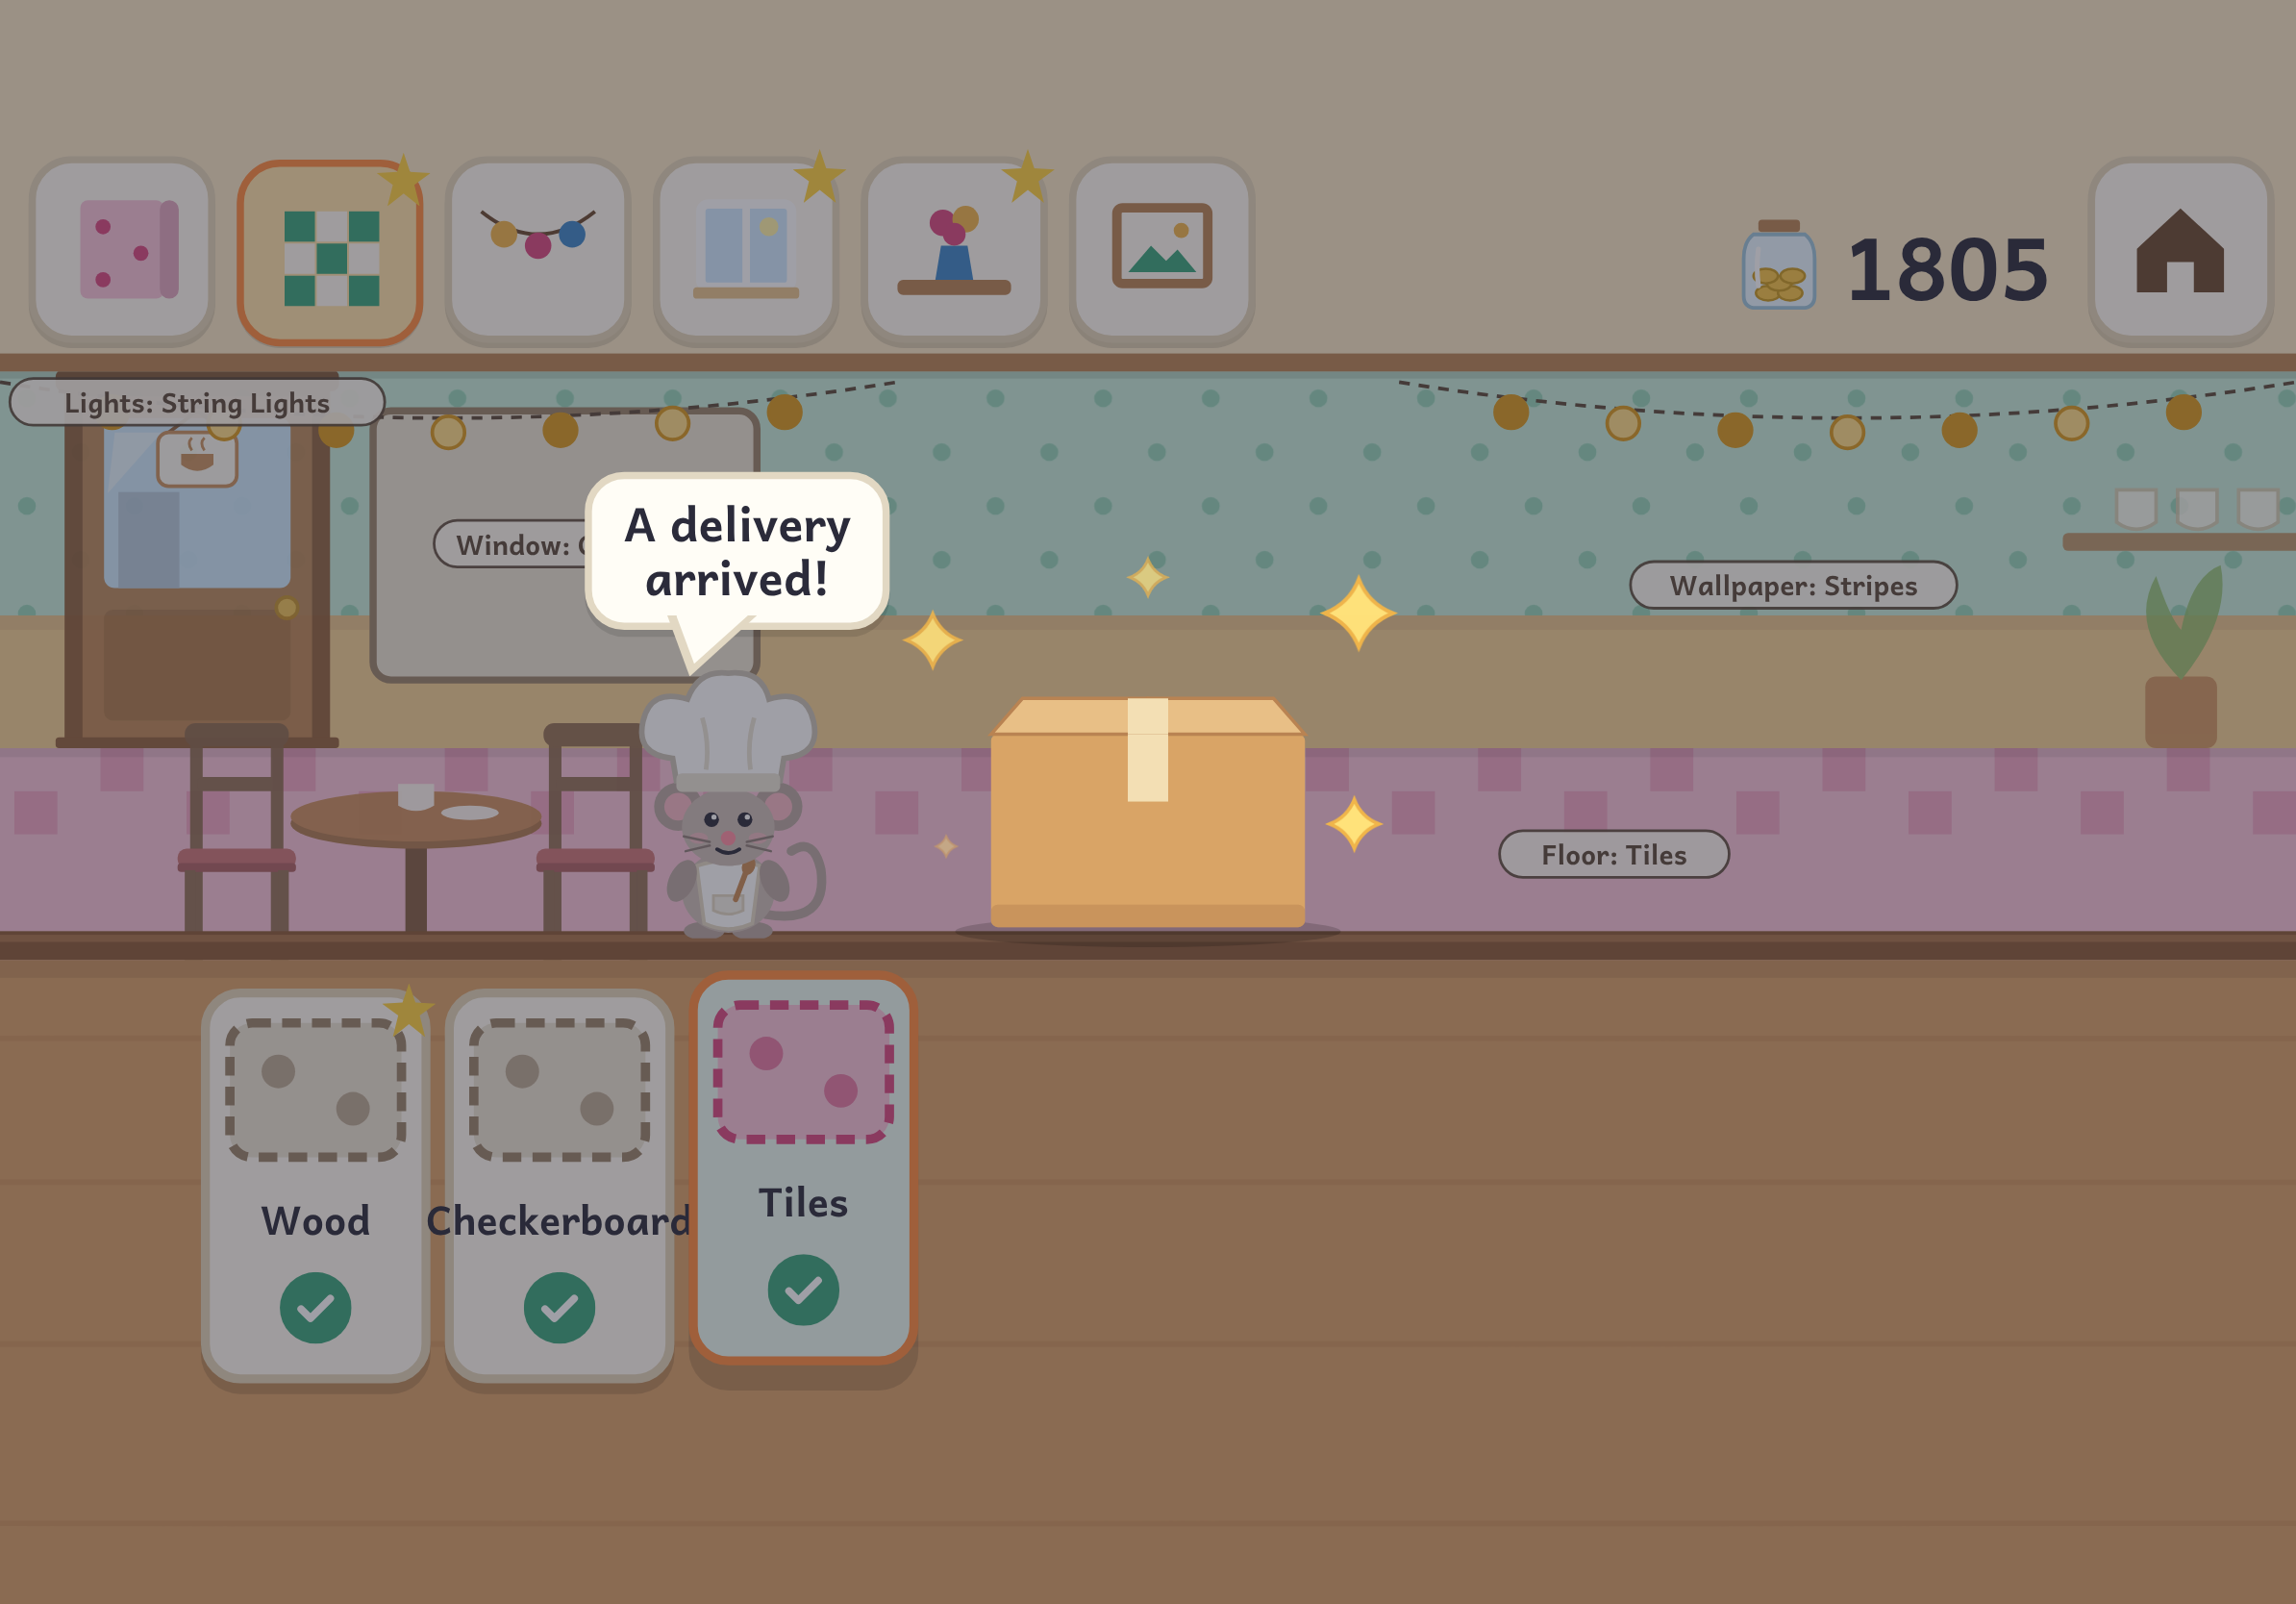 1805
Lights: String Lights
A delivery
arrived!
Window:
Wallpaper: Stripes
Floor: Tiles
Wood
Checkerboard
Tiles